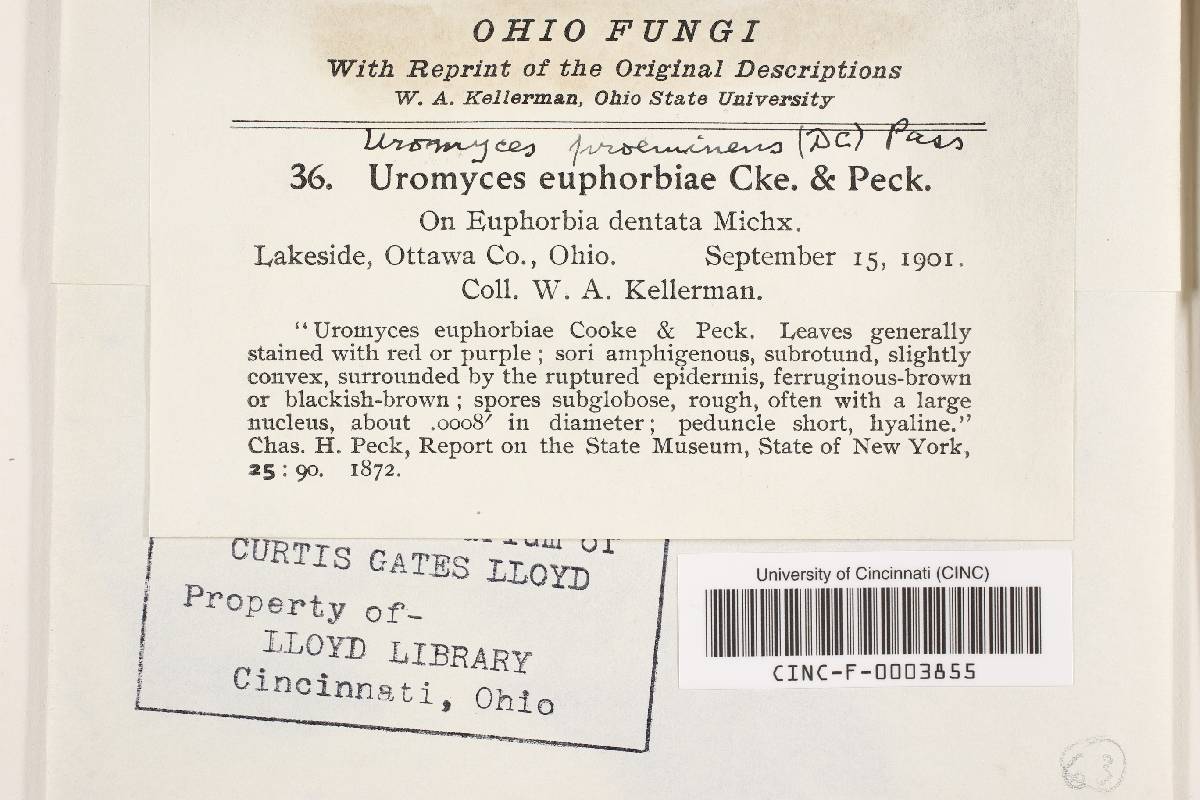 OHIO FUNGI
With Reprint of the Original Descriptions
W. A. Kellerman, Ohio State University
Uromyces proeminens (DC) Pass
36. Uromyces euphorbiae Cke. & Peck.
On Euphorbia dentata Michx.
Lakeside, Ottawa Co., Ohio. September 15, 1901.
Coll. W. A. Kellerman.
"Uromyces euphorbiae Cooke & Peck. Leaves generally
stained with red or purple; sori amphigenous, subrotund, slightly
convex, surrounded by the ruptured epidermis, ferruginous-brown
or blackish-brown; spores subglobose, rough, often with a large
nucleus, about .0008′ in diameter; peduncle short, hyaline."
Chas. H. Peck, Report on the State Museum, State of New York,
25: 90. 1872.
CURTIS GATES LLOYD
Property of-
LLOYD LIBRARY
Cincinnati, Ohio
University of Cincinnati (CINC)
CINC-F-0003855
63